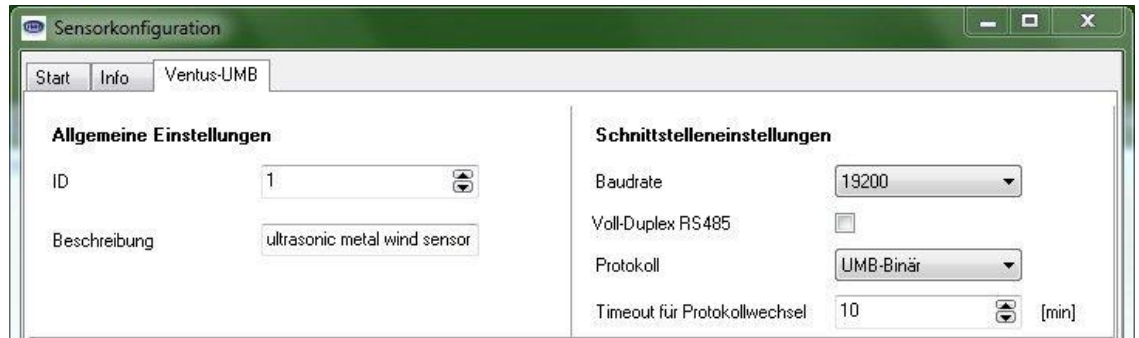 Sensorkonfiguration
Start Info Ventus-UMB
Allgemeine Einstellungen
ID 1
Beschreibung ultrasonic metal wind sensor
Schnittstelleneinstellungen
Baudrate 19200
Voll-Duplex RS485
Protokoll UMB-Binär
Timeout für Protokollwechsel 10 [min]